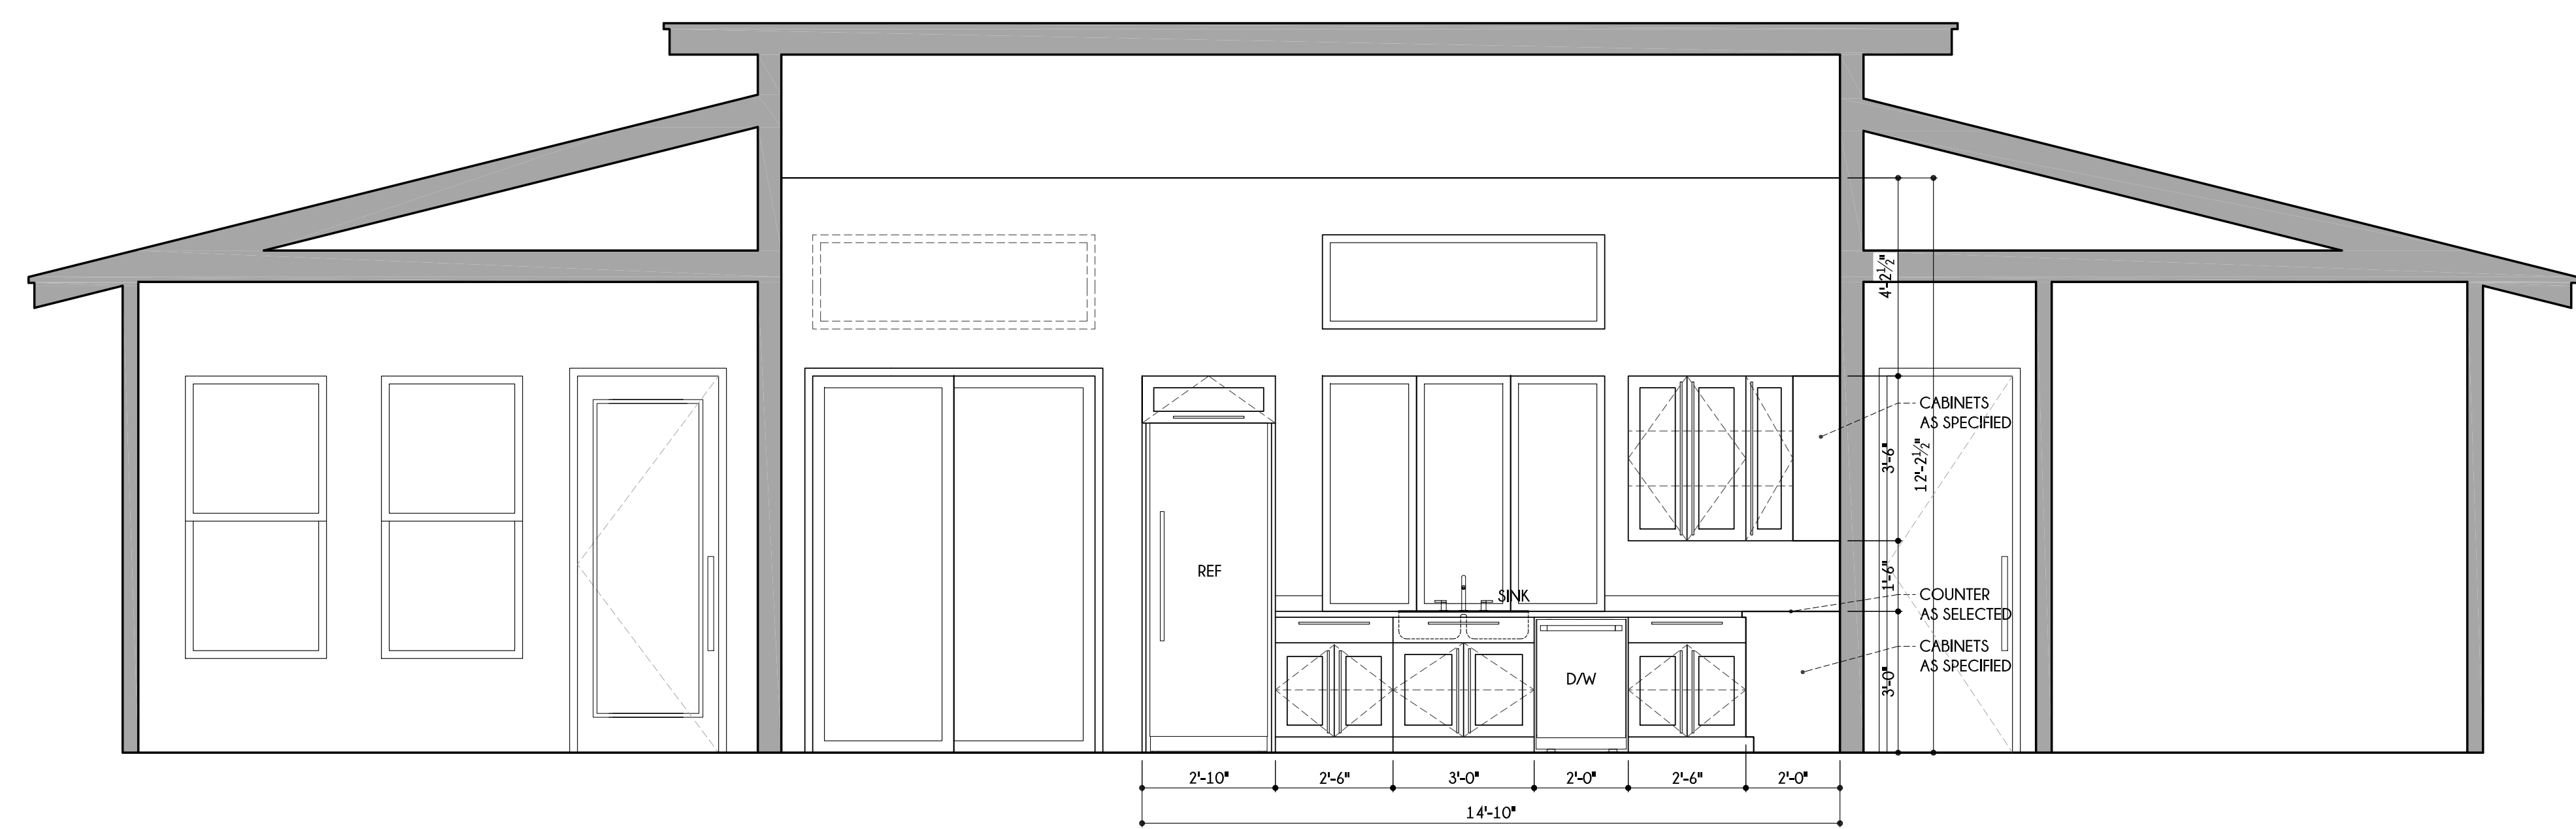 4'-2½"
CABINETS
AS SPECIFIED
3'-6"
12'-2½"
REF
1'-6"
SINK
COUNTER
AS SELECTED
CABINETS
AS SPECIFIED
D/W
3'-0"
2'-10" 2'-6" 3'-0" 2'-0" 2'-6" 2'-0"
14'-10"